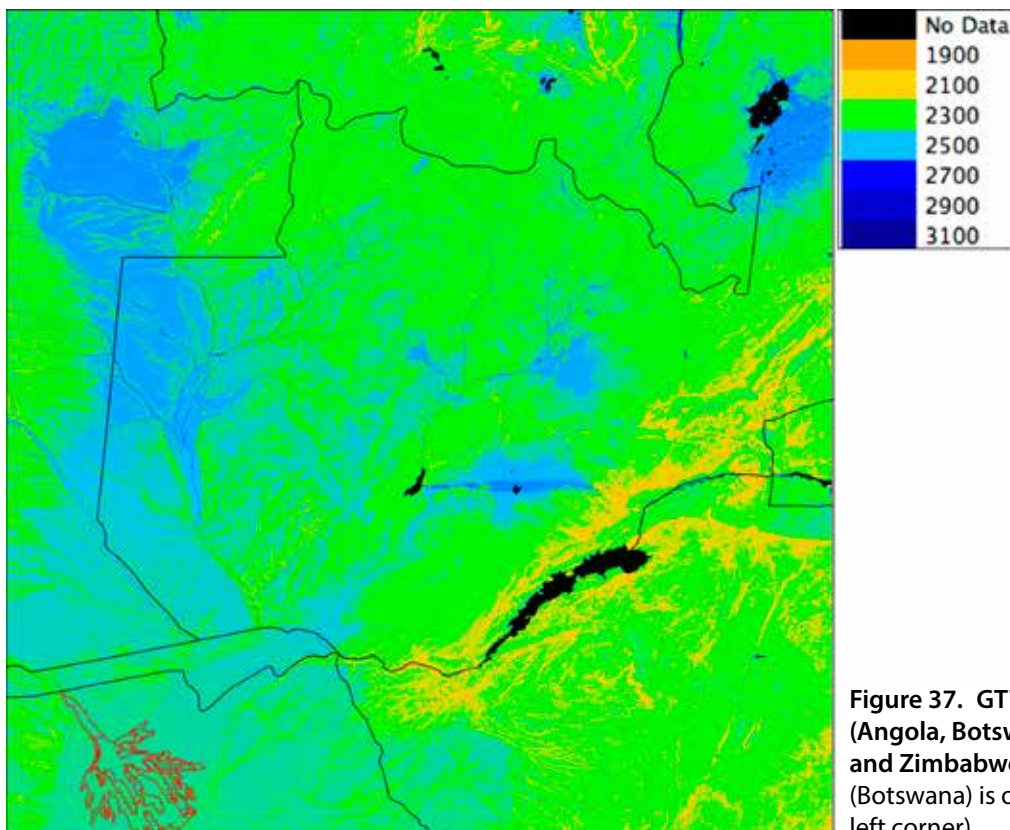 No Data
1900
2100
2300
2500
2700
2900
3100
Figure 37. GT
(Angola, Botsw
and Zimbabwe
(Botswana) is
left corner)